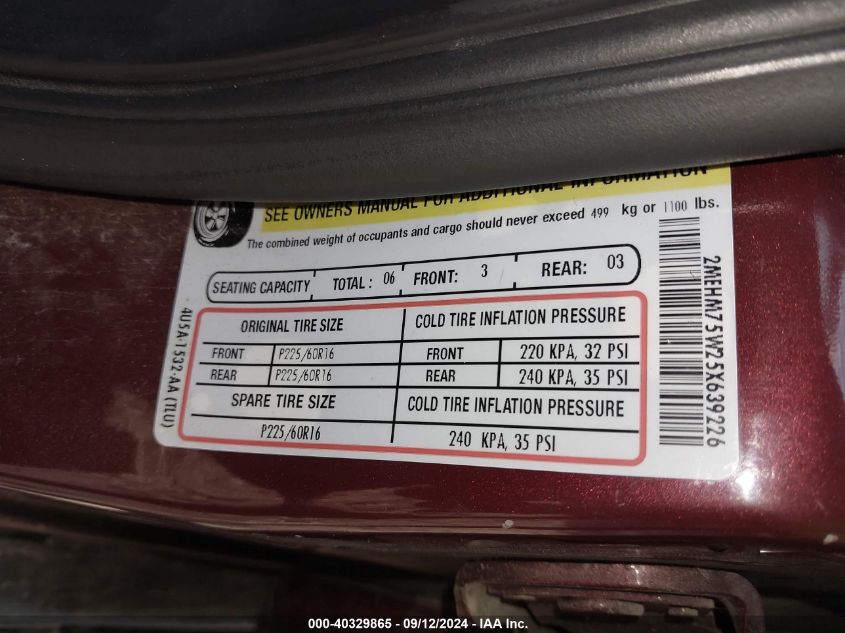 SEE OWNERS MANUAL FOR ADDITIONAL INFORMATION
The combined weight of occupants and cargo should never exceed 499 kg or 1100 lbs.
SEATING CAPACITY TOTAL : 06 FRONT: 3 REAR: 03
ORIGINAL TIRE SIZE COLD TIRE INFLATION PRESSURE
FRONT P225/60R16 FRONT 220 KPA, 32 PSI
REAR P225/60R16 REAR 240 KPA, 35 PSI
SPARE TIRE SIZE COLD TIRE INFLATION PRESSURE
P225/60R16 240 KPA, 35 PSI
4U5A-1532-AA (TLU)
2MEHM75W25X639226
000-40329865 - 09/12/2024 - IAA Inc.